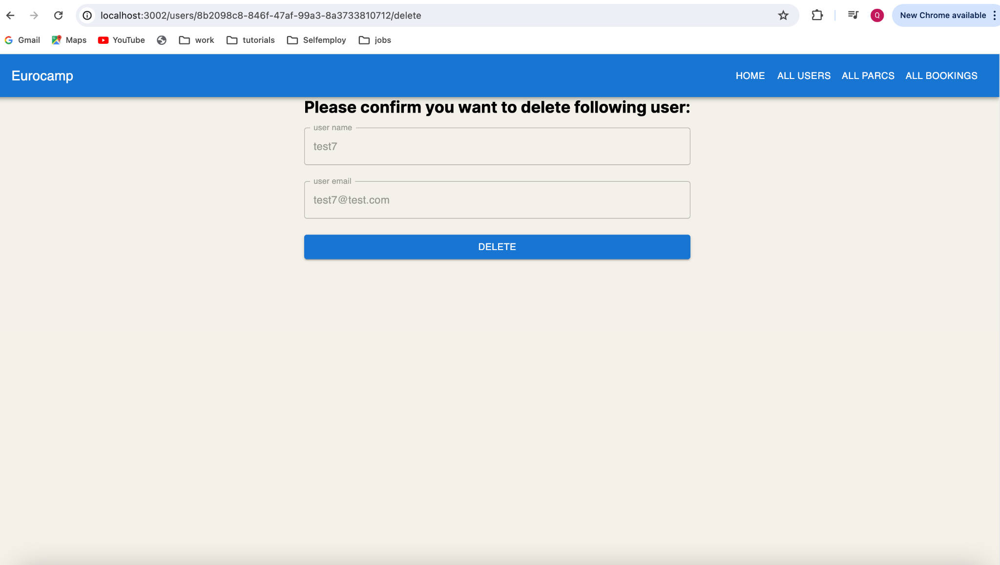 localhost:3002/users/8b2098c8-846f-47af-99a3-8a3733810712/delete
Q
New Chrome available
Gmail
Maps
YouTube
work
tutorials
Selfemploy
jobs
Eurocamp
HOME
ALL USERS
ALL PARCS
ALL BOOKINGS
Please confirm you want to delete following user:
user name
test7
user email
test7@test.com
DELETE